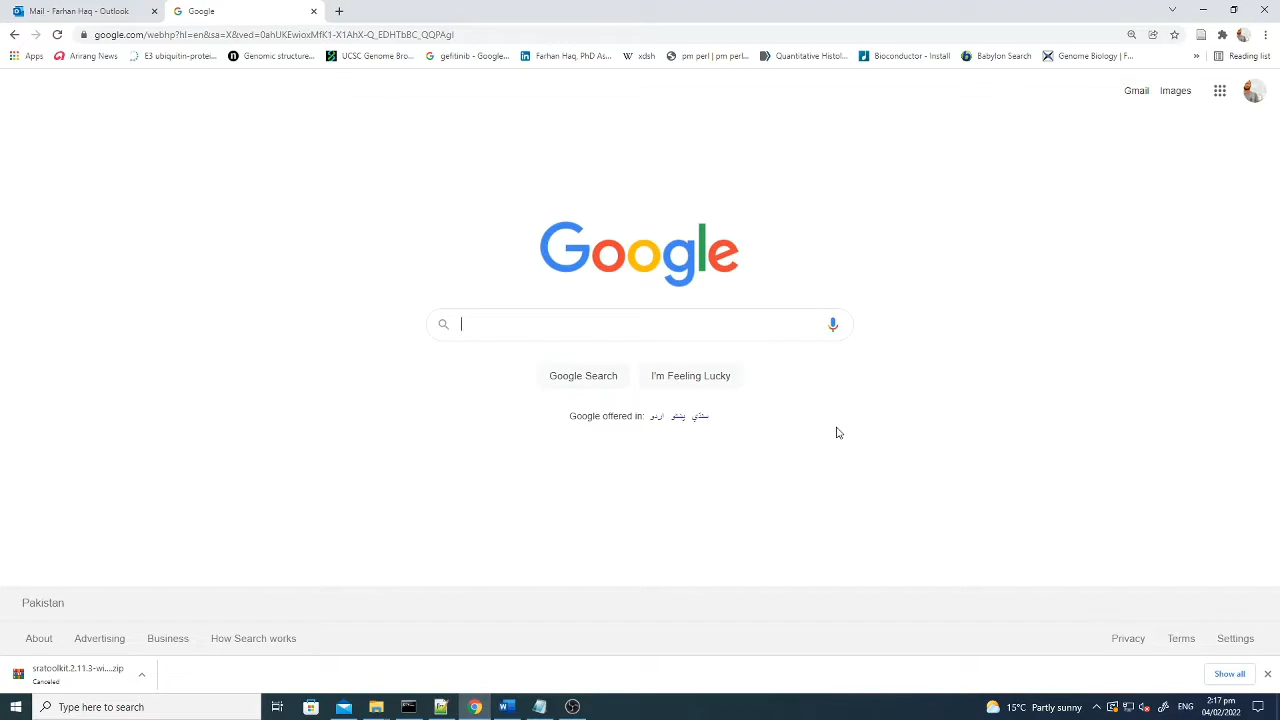 Mail - Farhan Haq - Outlook
Google
google.com/webhp?hl=en&sa=X&ved=0ahUKEwioxMfK1-X1AhX-Q_EDHTbBC_QQPAgI
Apps
Arirang News
E3 ubiquitin-protei...
Genomic structure...
UCSC Genome Bro...
gefitinib - Google...
Farhan Haq, PhD As...
xdsh
pm perl | pm perl...
Quantitative Histol...
Bioconductor - Install
Babylon Search
Genome Biology | F...
»
Reading list
Gmail
Images
Google
Google Search
I'm Feeling Lucky
Google offered in: اردو پښتو سنڌي
Pakistan
About
Advertising
Business
How Search works
Privacy
Terms
Settings
sratoolkit.2.11.3-wi....zip
Canceled
Show all
Type here to search
15°C Partly sunny
ENG
2:17 pm
04/02/2022